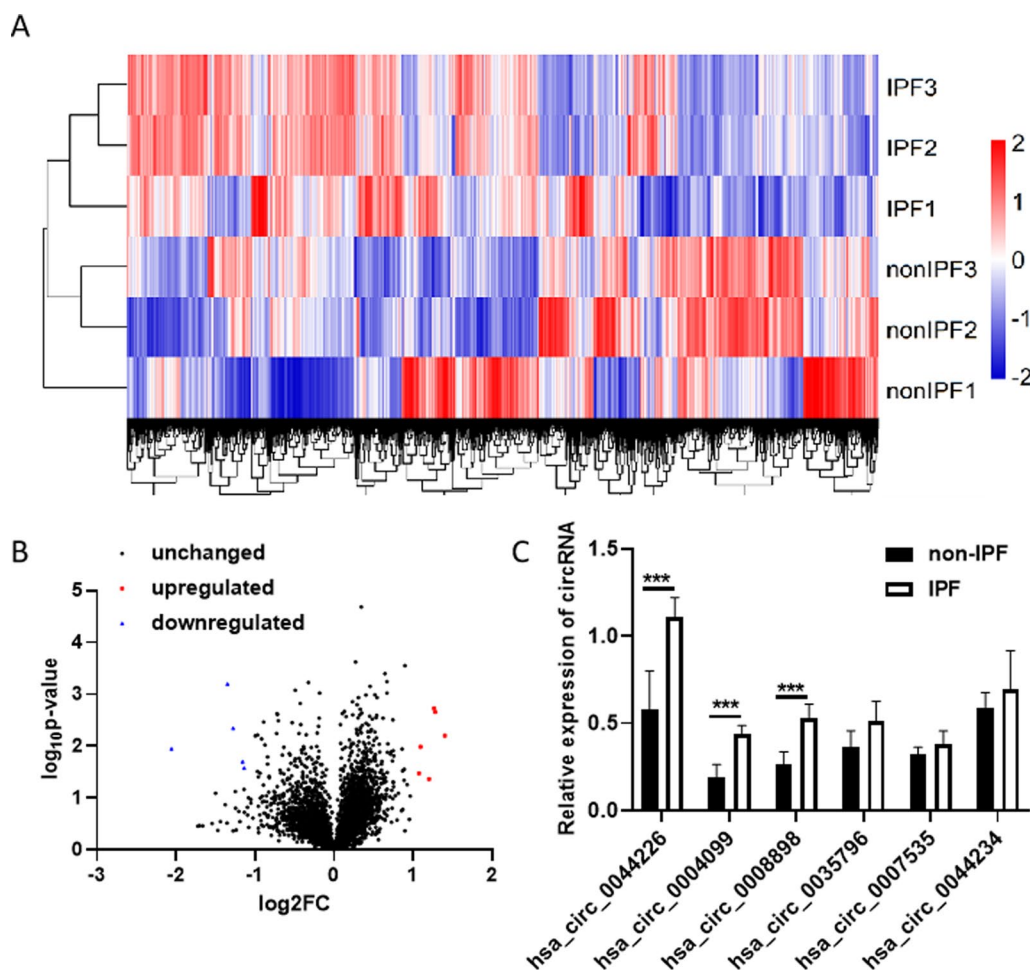 A
IPF3
IPF2
IPF1
nonIPF3
nonIPF2
nonIPF1
2
1
0
-1
-2
B
unchanged
upregulated
downregulated
5
4
3
2
1
0
log10p-value
-3 -2 -1 0 1 2
log2FC
C
non-IPF
IPF
Relative expression of circRNA
1.5
1.0
0.5
0.0
*** *** ***
hsa_circ_0044226
hsa_circ_0004099
hsa_circ_0008898
hsa_circ_0035796
hsa_circ_0007535
hsa_circ_0044234